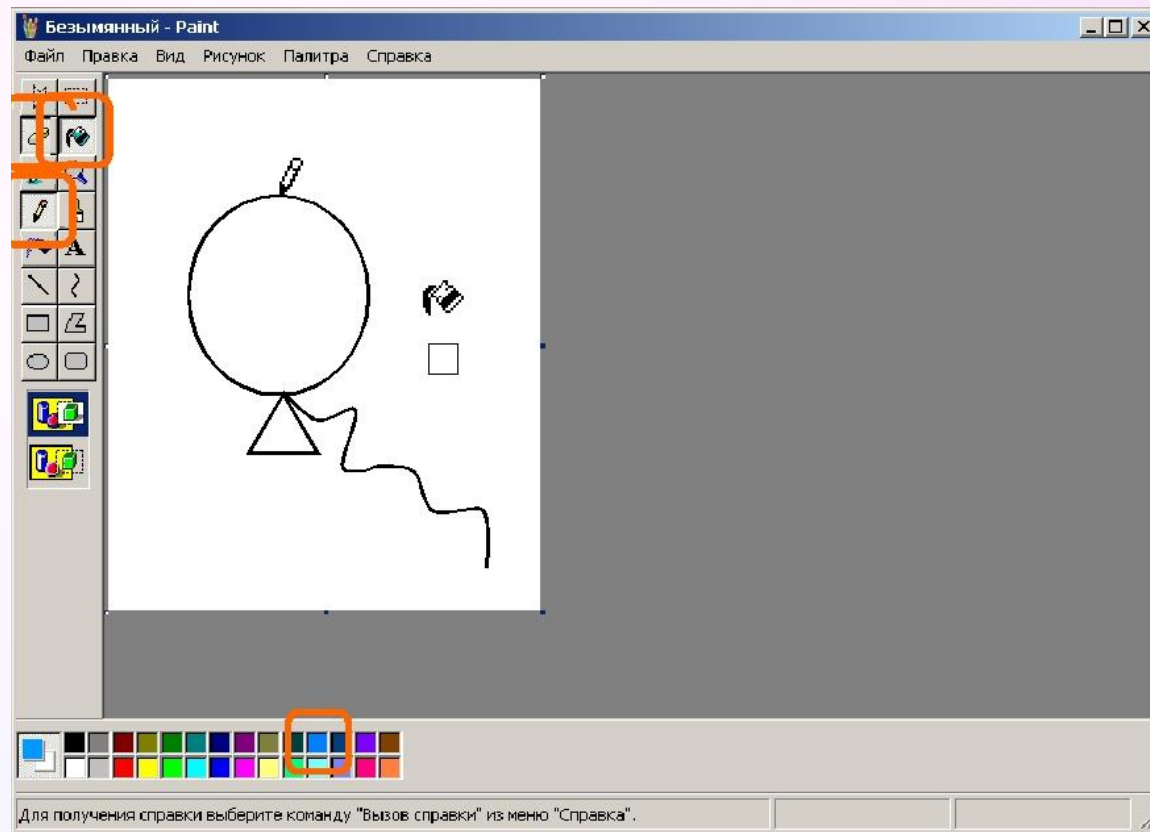 Безымянный - Paint
Файл Правка Вид Рисунок Палитра Справка
A
Для получения справки выберите команду "Вызов справки" из меню "Справка".